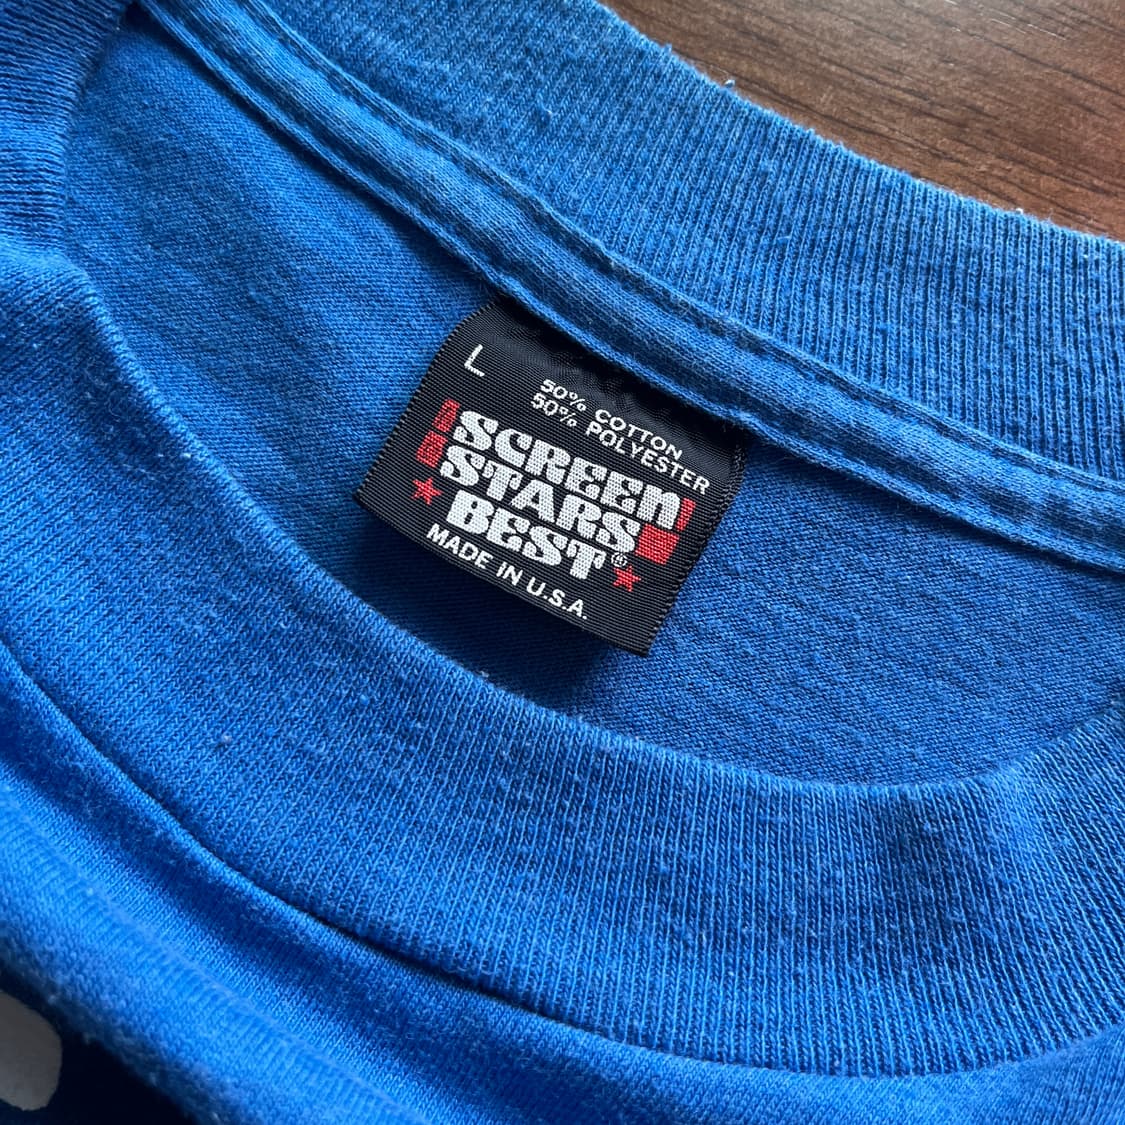 L
50% COTTON
50% POLYESTER
SCREEN
STARS
BEST®
MADE IN U.S.A.